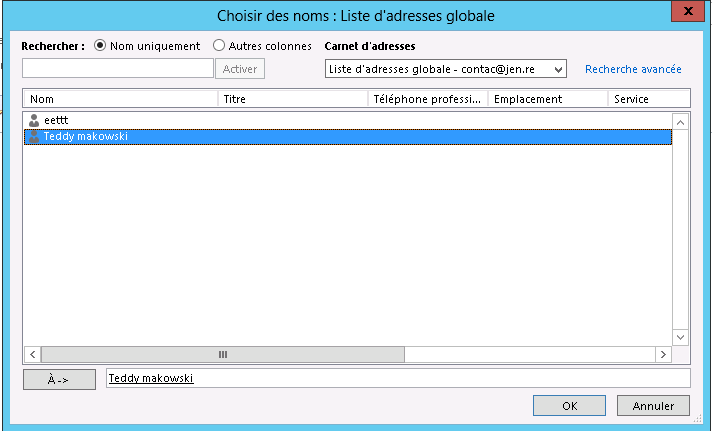 Choisir des noms : Liste d'adresses globale
x
Rechercher : Nom uniquement Autres colonnes Carnet d'adresses
Activer Liste d'adresses globale - contac@jen.re Recherche avancée
Nom Titre Téléphone professi... Emplacement Service
eettt
Teddy makowski
À -> Teddy makowski
OK Annuler